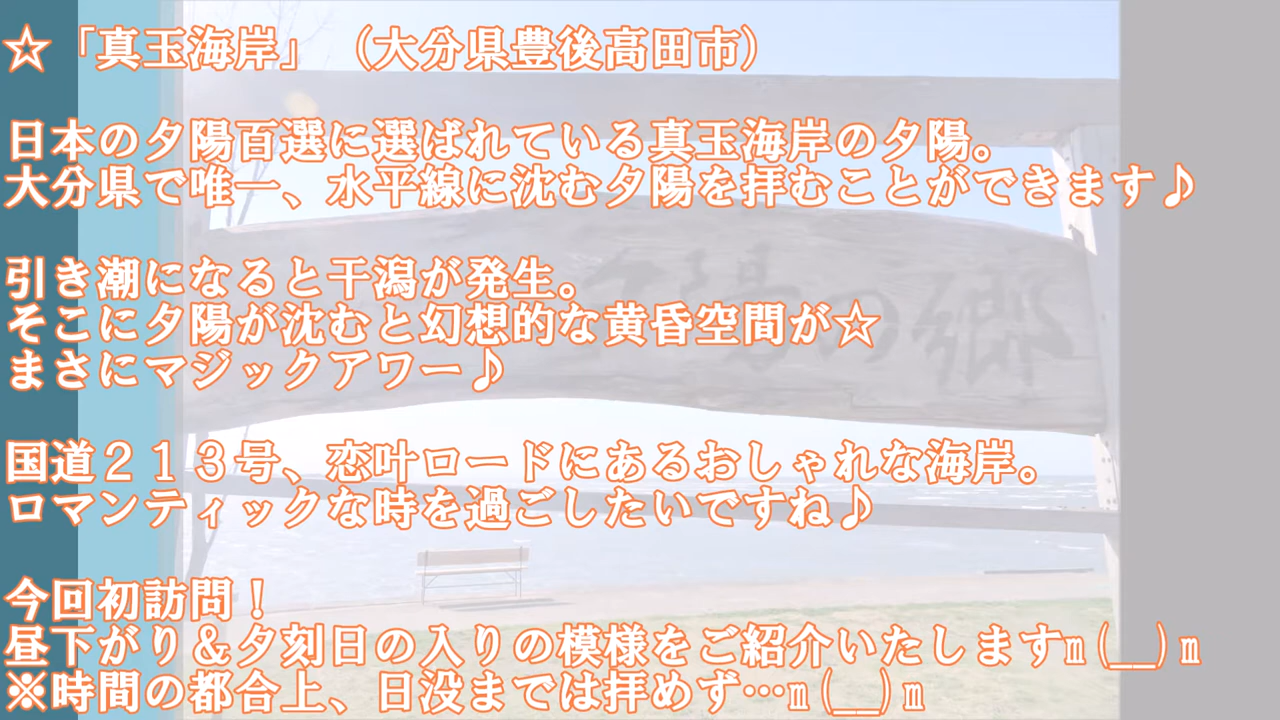 ☆「真玉海岸」（大分県豊後高田市）
日本の夕陽百選に選ばれている真玉海岸の夕陽。
大分県で唯一、水平線に沈む夕陽を拝むことができます♪
引き潮になると干潟が発生。
そこに夕陽が沈むと幻想的な黄昏空間が☆
まさにマジックアワー♪
国道２１３号、恋叶ロードにあるおしゃれな海岸。
ロマンティックな時を過ごしたいですね♪
今回初訪問！
昼下がり＆夕刻日の入りの模様をご紹介いたしますm(__)m
※時間の都合上、日没までは拝めず…m(__)m
夕陽の郷